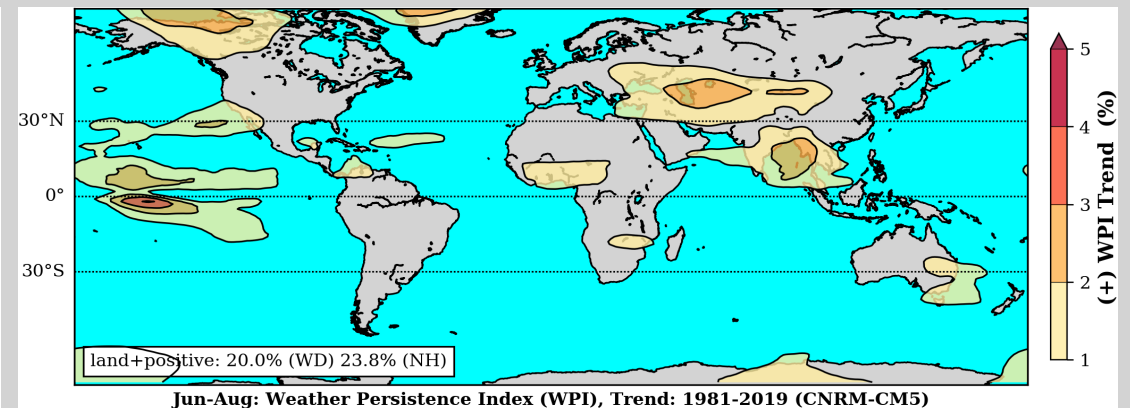 30°N
0°
30°S
land+positive: 20.0% (WD) 23.8% (NH)
Jun-Aug: Weather Persistence Index (WPI), Trend: 1981-2019 (CNRM-CM5)
5
4
3
2
1
(+) WPI Trend (%)